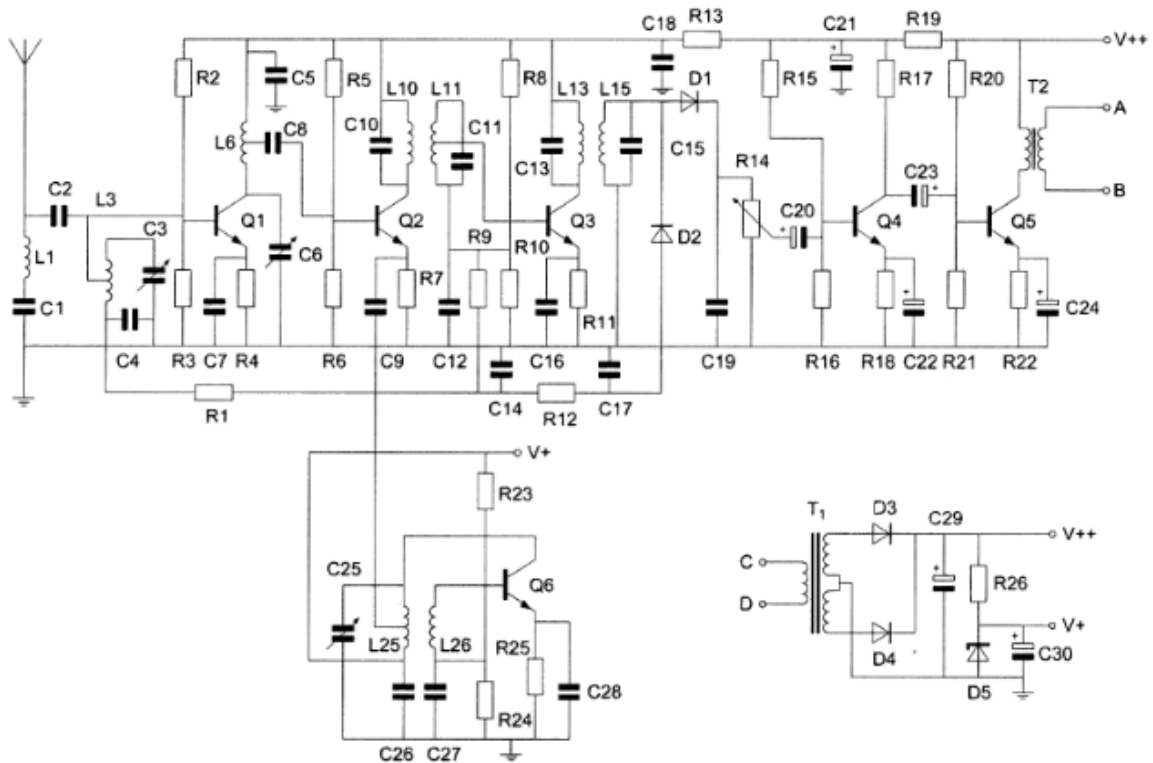 C18
R13
C21
R19
V++
R2
C5
R5
L10
L11
R8
L13
L15
D1
R15
R17
R20
T2
A
C8
L6
C10
C11
C13
C15
R14
C23
B
C2
L3
C3
Q1
C6
Q2
R9
Q3
D2
C20
Q4
Q5
L1
R7
R10
C1
R11
C24
C4
R3
C7
R4
R6
C9
C12
C16
C19
R16
R18
C22
R21
R22
R1
C14
R12
C17
V+
R23
C25
Q6
L25
L26
R25
R24
C28
C26
C27
T1
D3
C29
V++
C
D
R26
V+
D4
D5
C30